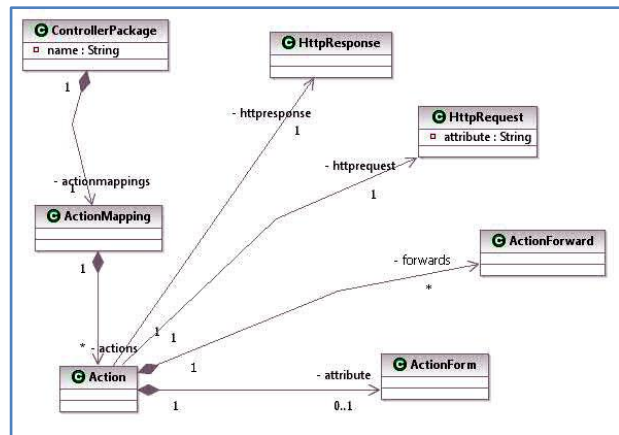 C ControllerPackage
name : String
1
- actionmappings
1
C ActionMapping
1
* - actions
C Action
C HttpResponse
- httpresponse
1
1
C HttpRequest
attribute : String
- httprequest
1
1
C ActionForward
- forwards
*
1
C ActionForm
- attribute
1
0..1